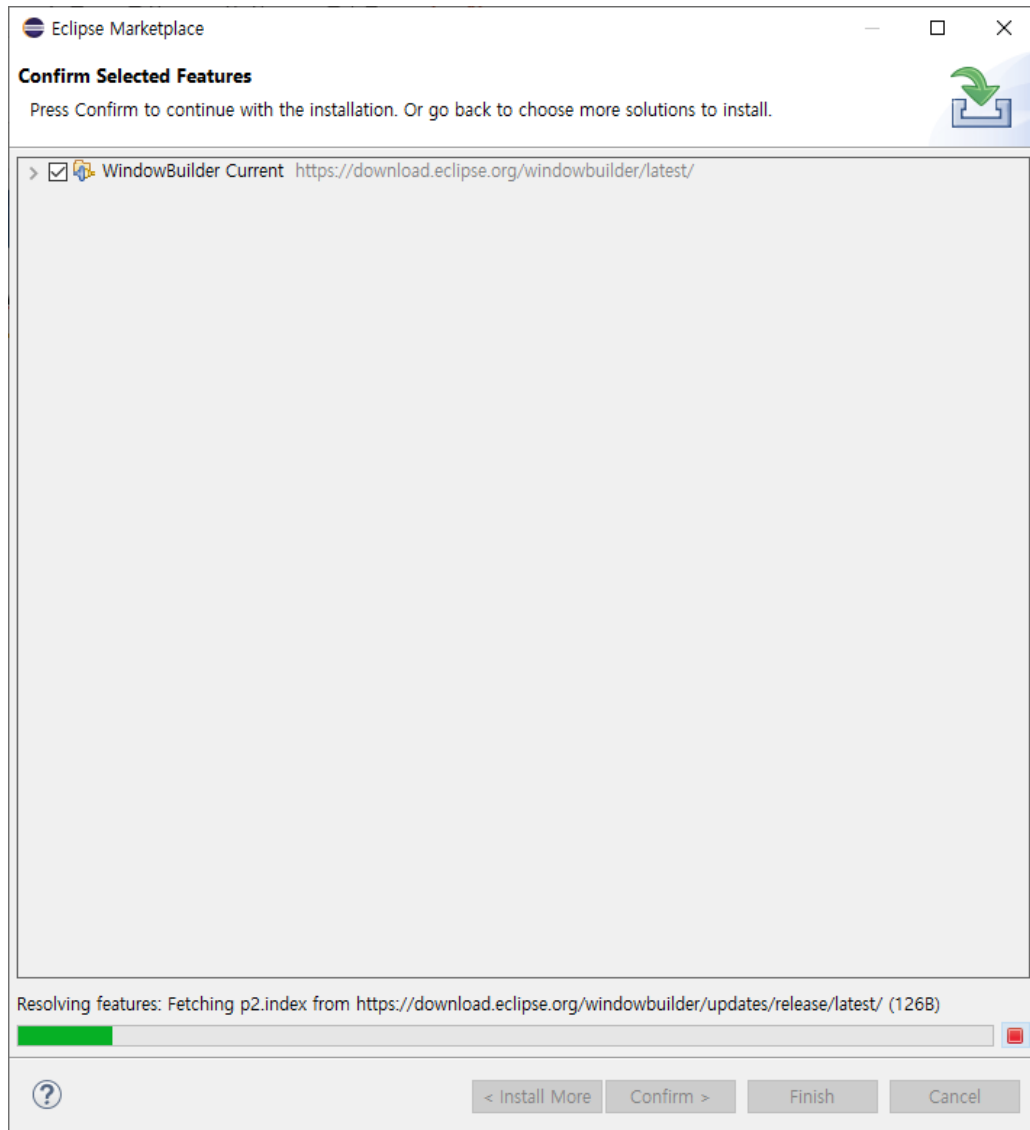 Eclipse Marketplace
Confirm Selected Features
Press Confirm to continue with the installation. Or go back to choose more solutions to install.
WindowBuilder Current https://download.eclipse.org/windowbuilder/latest/
Resolving features: Fetching p2.index from https://download.eclipse.org/windowbuilder/updates/release/latest/ (126B)
?
< Install More Confirm > Finish Cancel